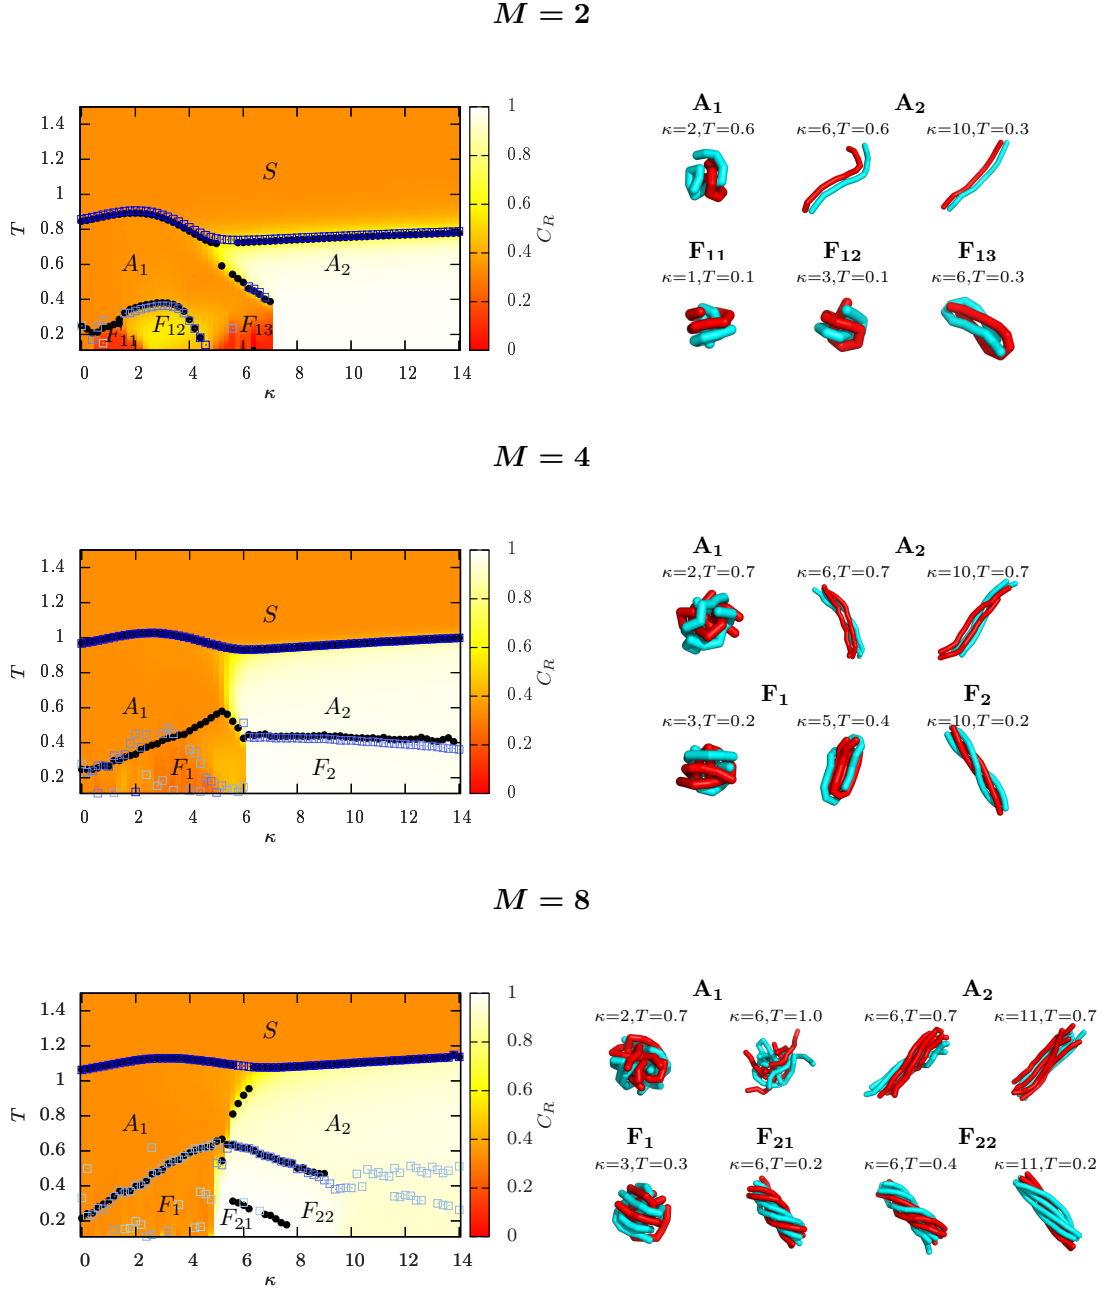 M = 2
A₁ A₂
κ=2,T=0.6 κ=6,T=0.6 κ=10,T=0.3
F₁₁ F₁₂ F₁₃
κ=1,T=0.1 κ=3,T=0.1 κ=6,T=0.3
1.4
1.2
1
0.8
0.6
0.4
0.2
T
S
A₁ A₂
F₁₁ F₁₂ F₁₃
0 2 4 6 8 10 12 14
κ
1
0.8
0.6
0.4
0.2
0
C_R
M = 4
A₁ A₂
κ=2,T=0.7 κ=6,T=0.7 κ=10,T=0.7
F₁ F₂
κ=3,T=0.2 κ=5,T=0.4 κ=10,T=0.2
1.4
1.2
1
0.8
0.6
0.4
0.2
T
S
A₁ A₂
F₁ F₂
0 2 4 6 8 10 12 14
κ
1
0.8
0.6
0.4
0.2
0
C_R
M = 8
A₁ A₂
κ=2,T=0.7 κ=6,T=1.0 κ=6,T=0.7 κ=11,T=0.7
F₁ F₂₁ F₂₂
κ=3,T=0.3 κ=6,T=0.2 κ=6,T=0.4 κ=11,T=0.2
1.4
1.2
1
0.8
0.6
0.4
0.2
T
S
A₁ A₂
F₁ F₂₁ F₂₂
0 2 4 6 8 10 12 14
κ
1
0.8
0.6
0.4
0.2
0
C_R